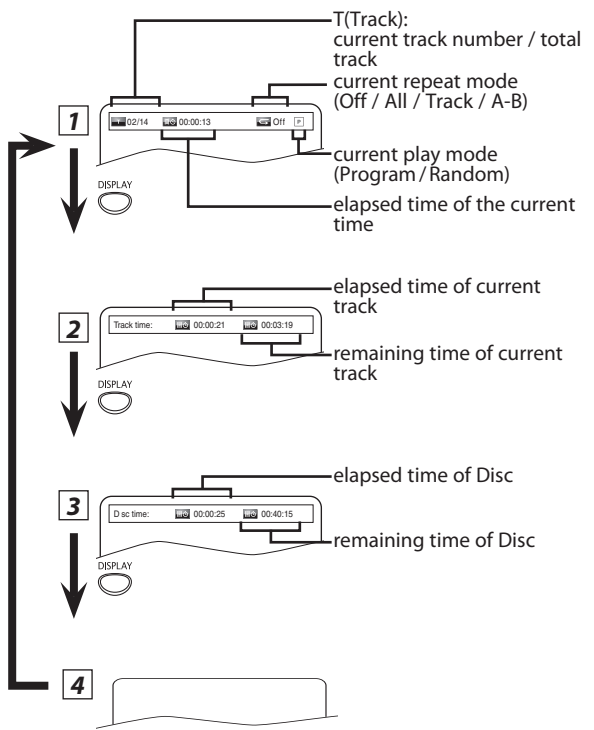 T(Track):
current track number / total
track
current repeat mode
(Off / All / Track / A-B)
1
T 02/14 00:00:13 Off P
current play mode
(Program / Random)
DISPLAY
elapsed time of the current
time
elapsed time of current
track
2
Track time: 00:00:21 00:03:19
remaining time of current
track
DISPLAY
elapsed time of Disc
3
D sc time: 00:00:25 00:40:15
remaining time of Disc
DISPLAY
4